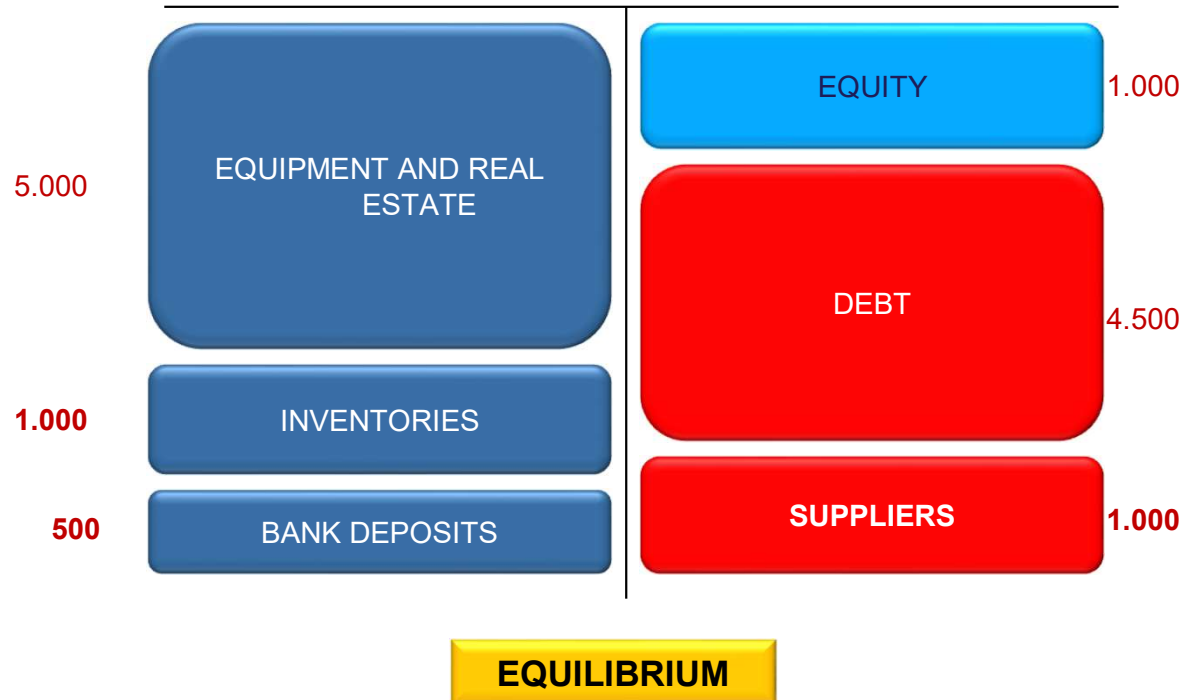 5.000
EQUIPMENT AND REAL
ESTATE
1.000
INVENTORIES
500
BANK DEPOSITS
EQUITY
1.000
DEBT
4.500
SUPPLIERS
1.000
EQUILIBRIUM